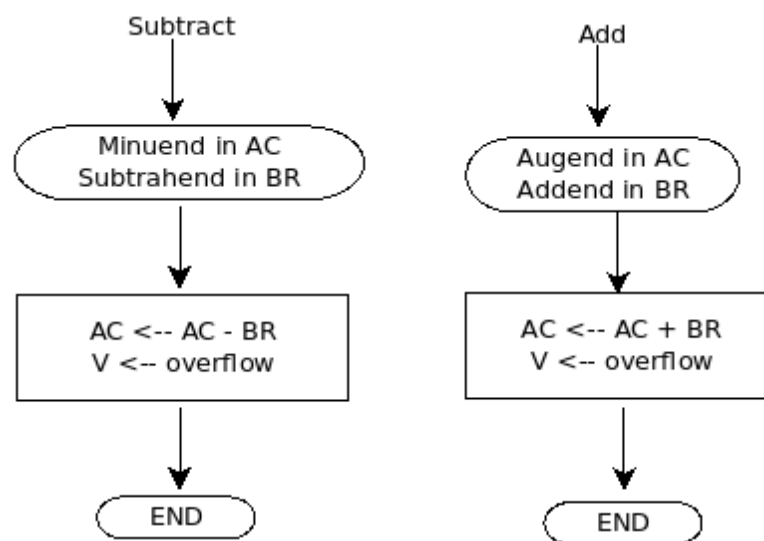 Subtract
Minuend in AC
Subtrahend in BR
AC <-- AC - BR
V <-- overflow
END
Add
Augend in AC
Addend in BR
AC <-- AC + BR
V <-- overflow
END